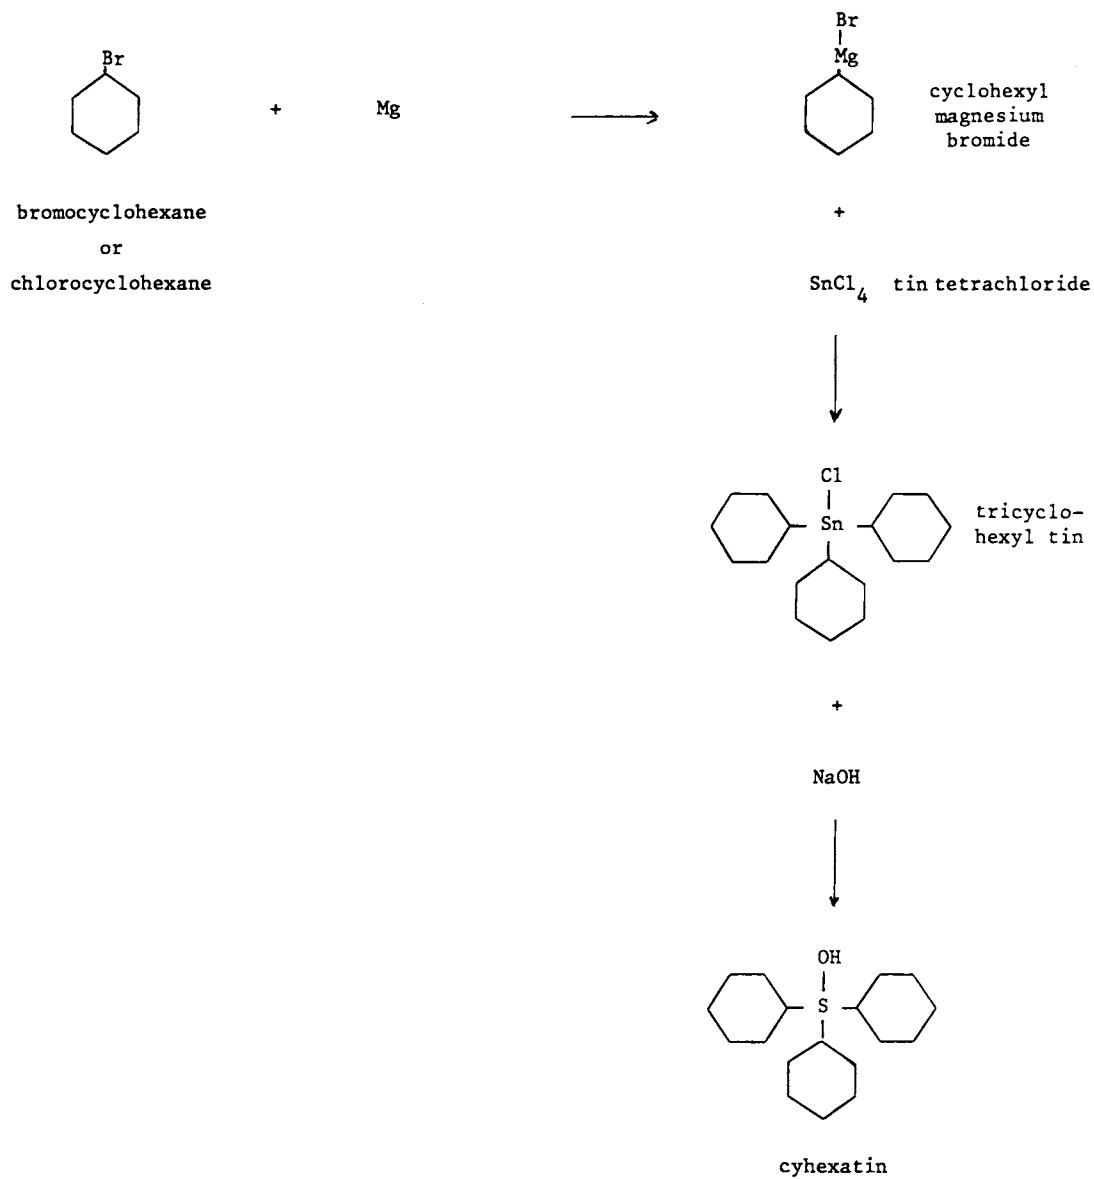 Br
+ Mg
bromocyclohexane
or
chlorocyclohexane
Br
Mg
cyclohexyl
magnesium
bromide
+
SnCl4 tin tetrachloride
Cl
Sn
tricyclo-
hexyl tin
+
NaOH
OH
S
cyhexatin